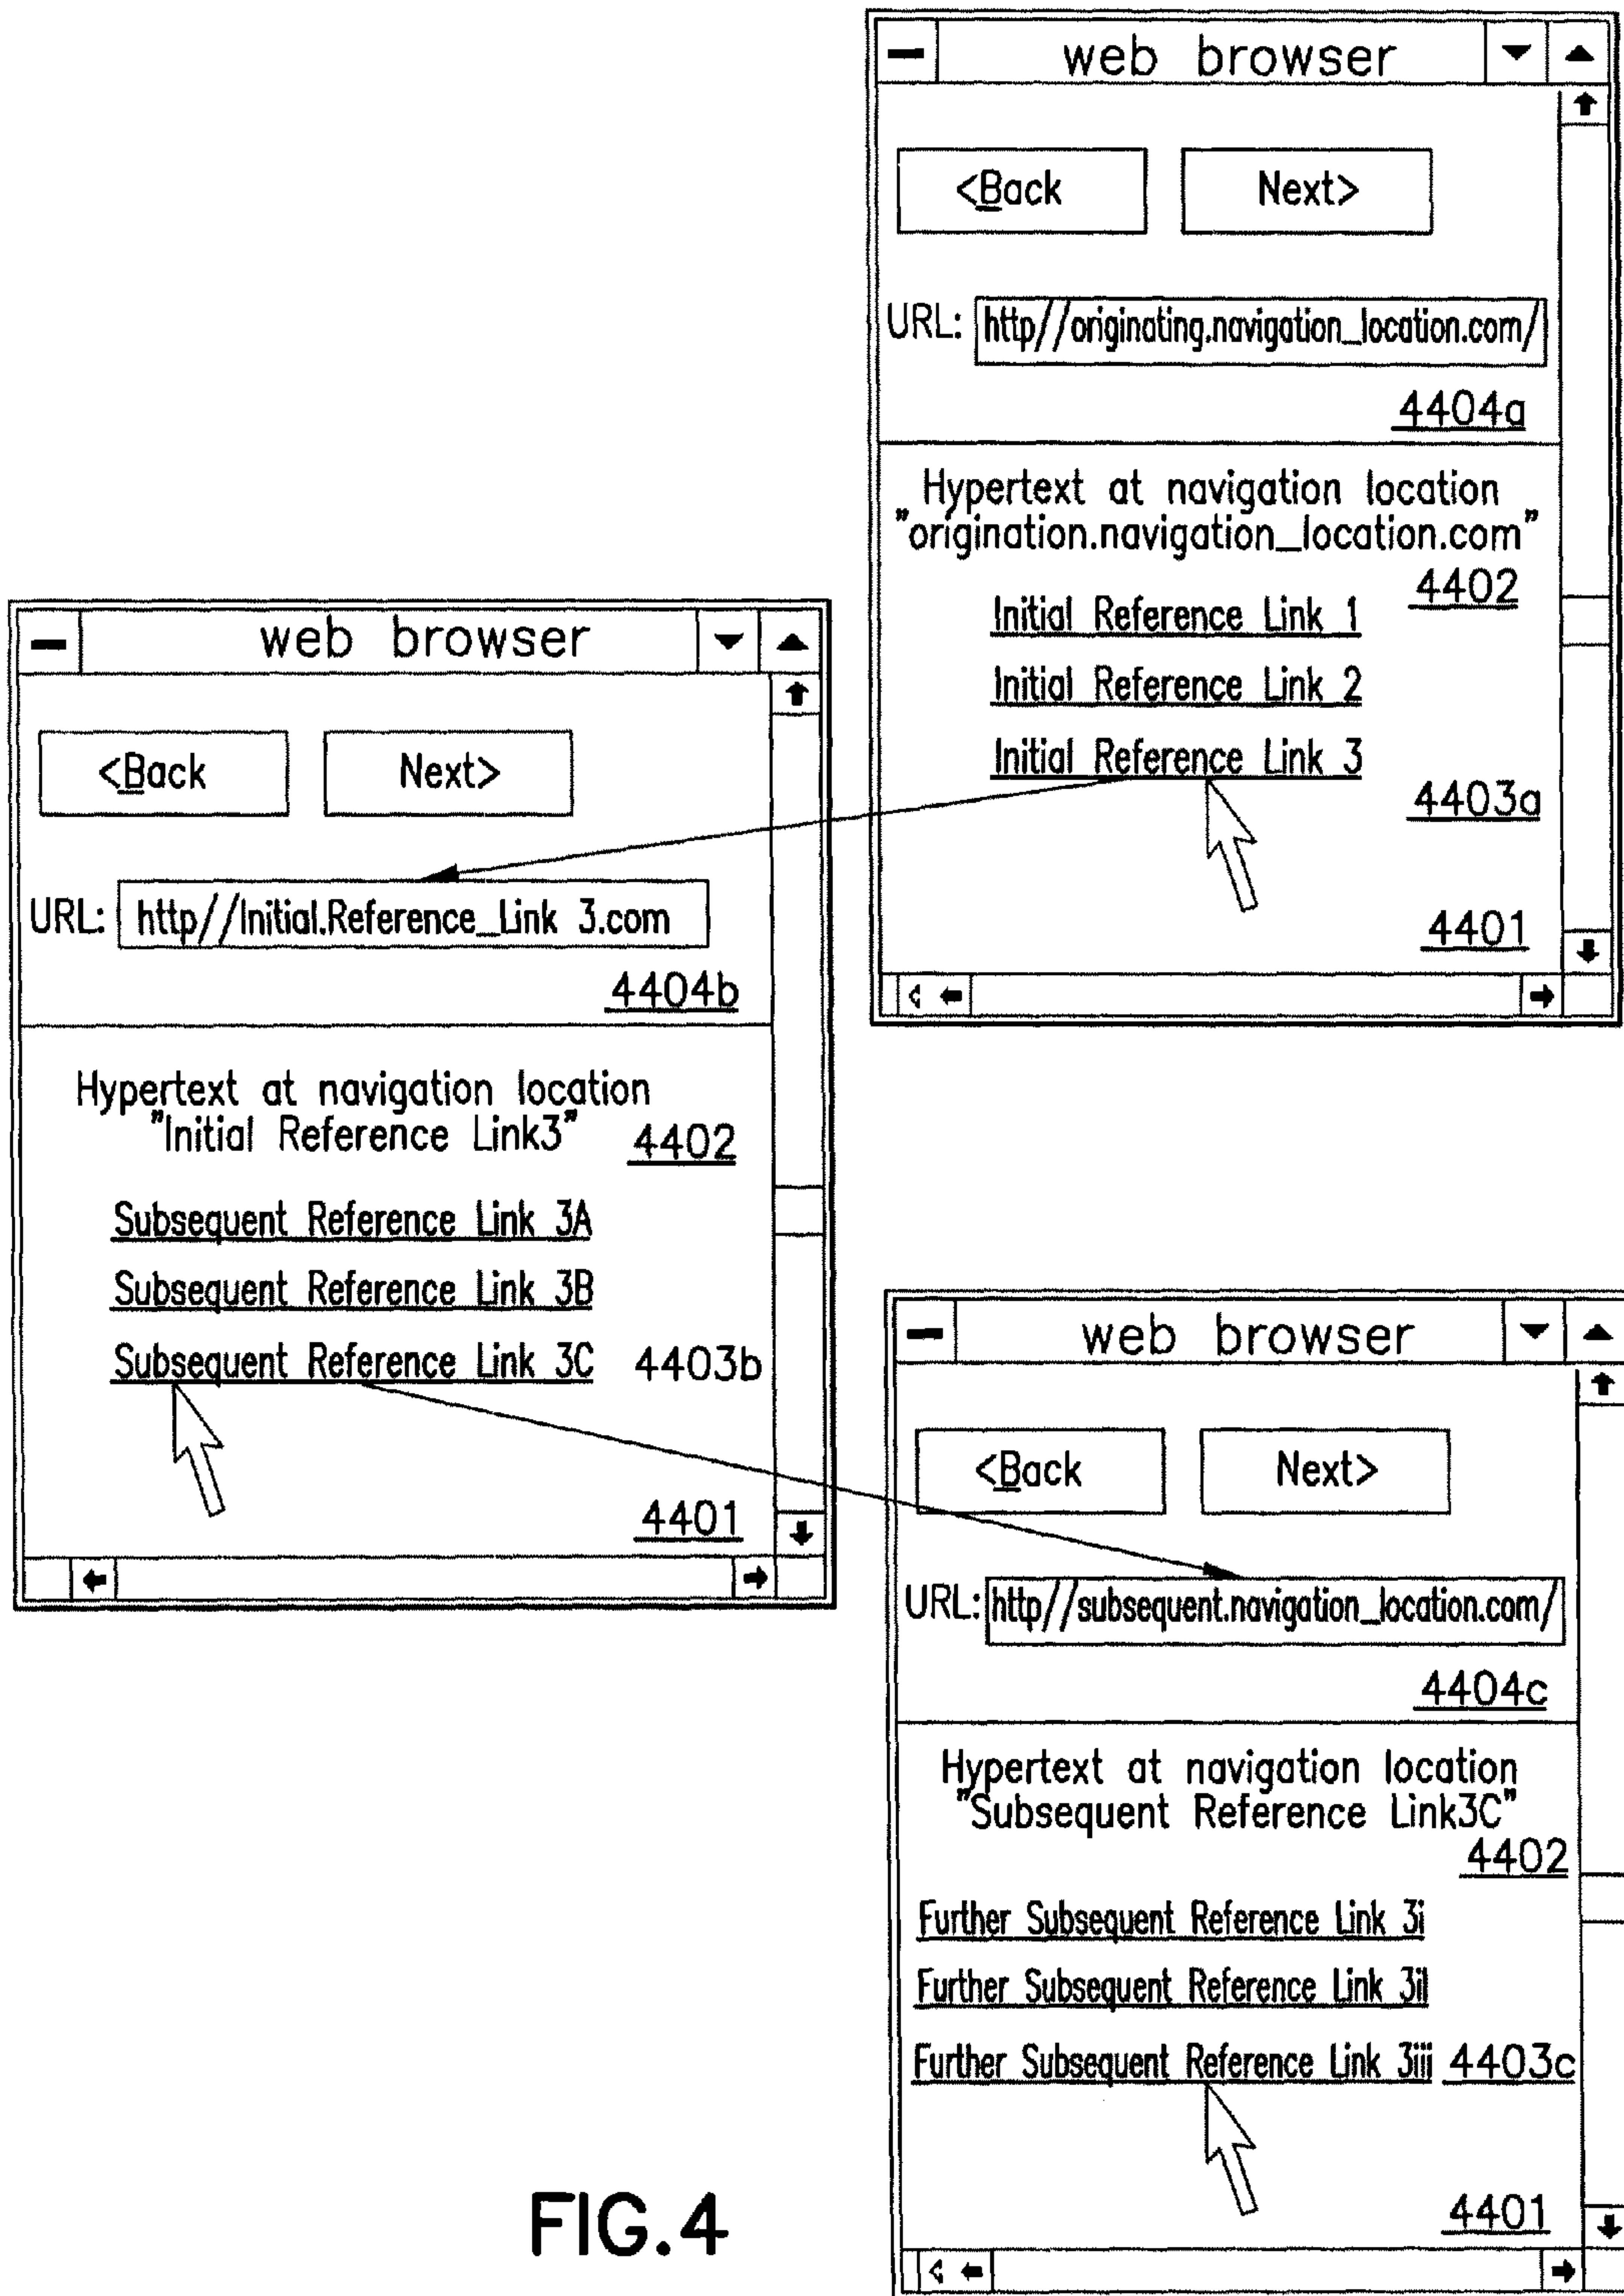 web browser
<Back
Next>
URL: http//originating.navigation_location.com/
4404a
Hypertext at navigation location
"origination.navigation_location.com"
4402
Initial Reference Link 1
Initial Reference Link 2
Initial Reference Link 3
4403a
4401
web browser
<Back
Next>
URL: http//Initial.Reference_Link 3.com
4404b
Hypertext at navigation location
"Initial Reference Link3"
4402
Subsequent Reference Link 3A
Subsequent Reference Link 3B
Subsequent Reference Link 3C 4403b
4401
web browser
<Back
Next>
URL: http//subsequent.navigation_location.com/
4404c
Hypertext at navigation location
"Subsequent Reference Link3C"
4402
Further Subsequent Reference Link 3i
Further Subsequent Reference Link 3ii
Further Subsequent Reference Link 3iii 4403c
4401
FIG.4